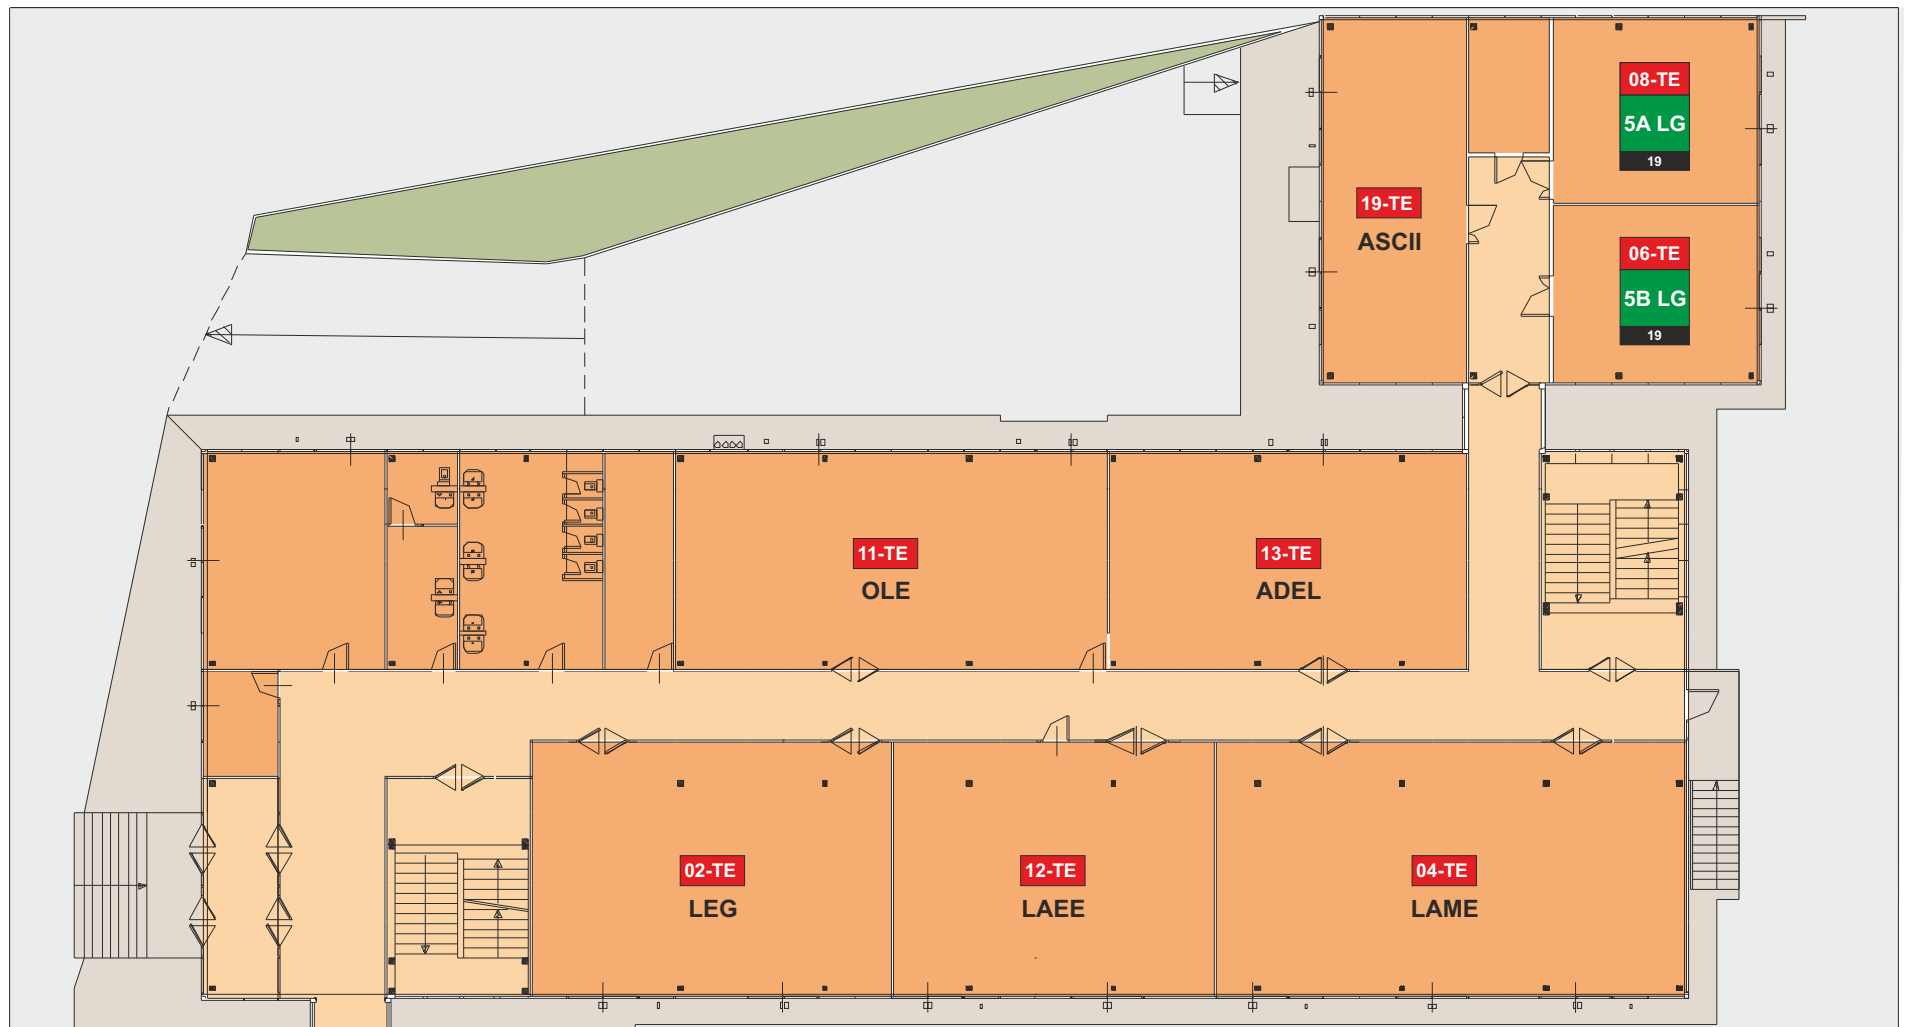 08-TE
5A LG
19
19-TE
ASCII
06-TE
5B LG
19
11-TE
OLE
13-TE
ADEL
02-TE
LEG
12-TE
LAEE
04-TE
LAME